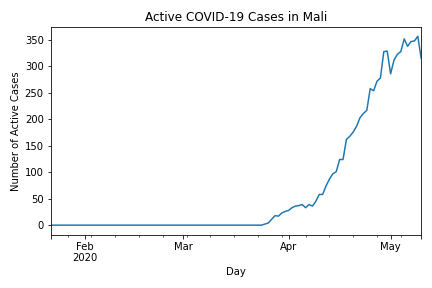 Active COVID-19 Cases in Mali
Number of Active Cases
350
300
250
200
150
100
50
0
Feb
2020
Mar
Apr
May
Day